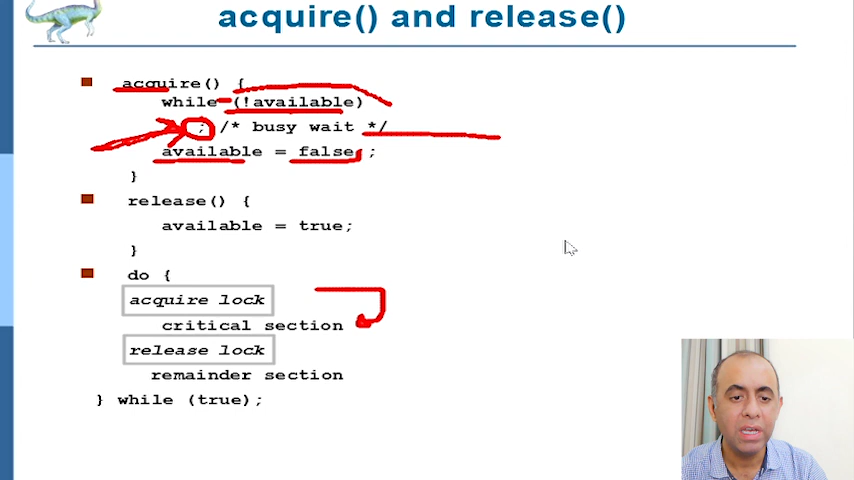 acquire() and release()
acquire() {
while (!available)
; /* busy wait */
available = false ;
}
release() {
available = true;
}
do {
acquire lock
critical section
release lock
remainder section
} while (true);